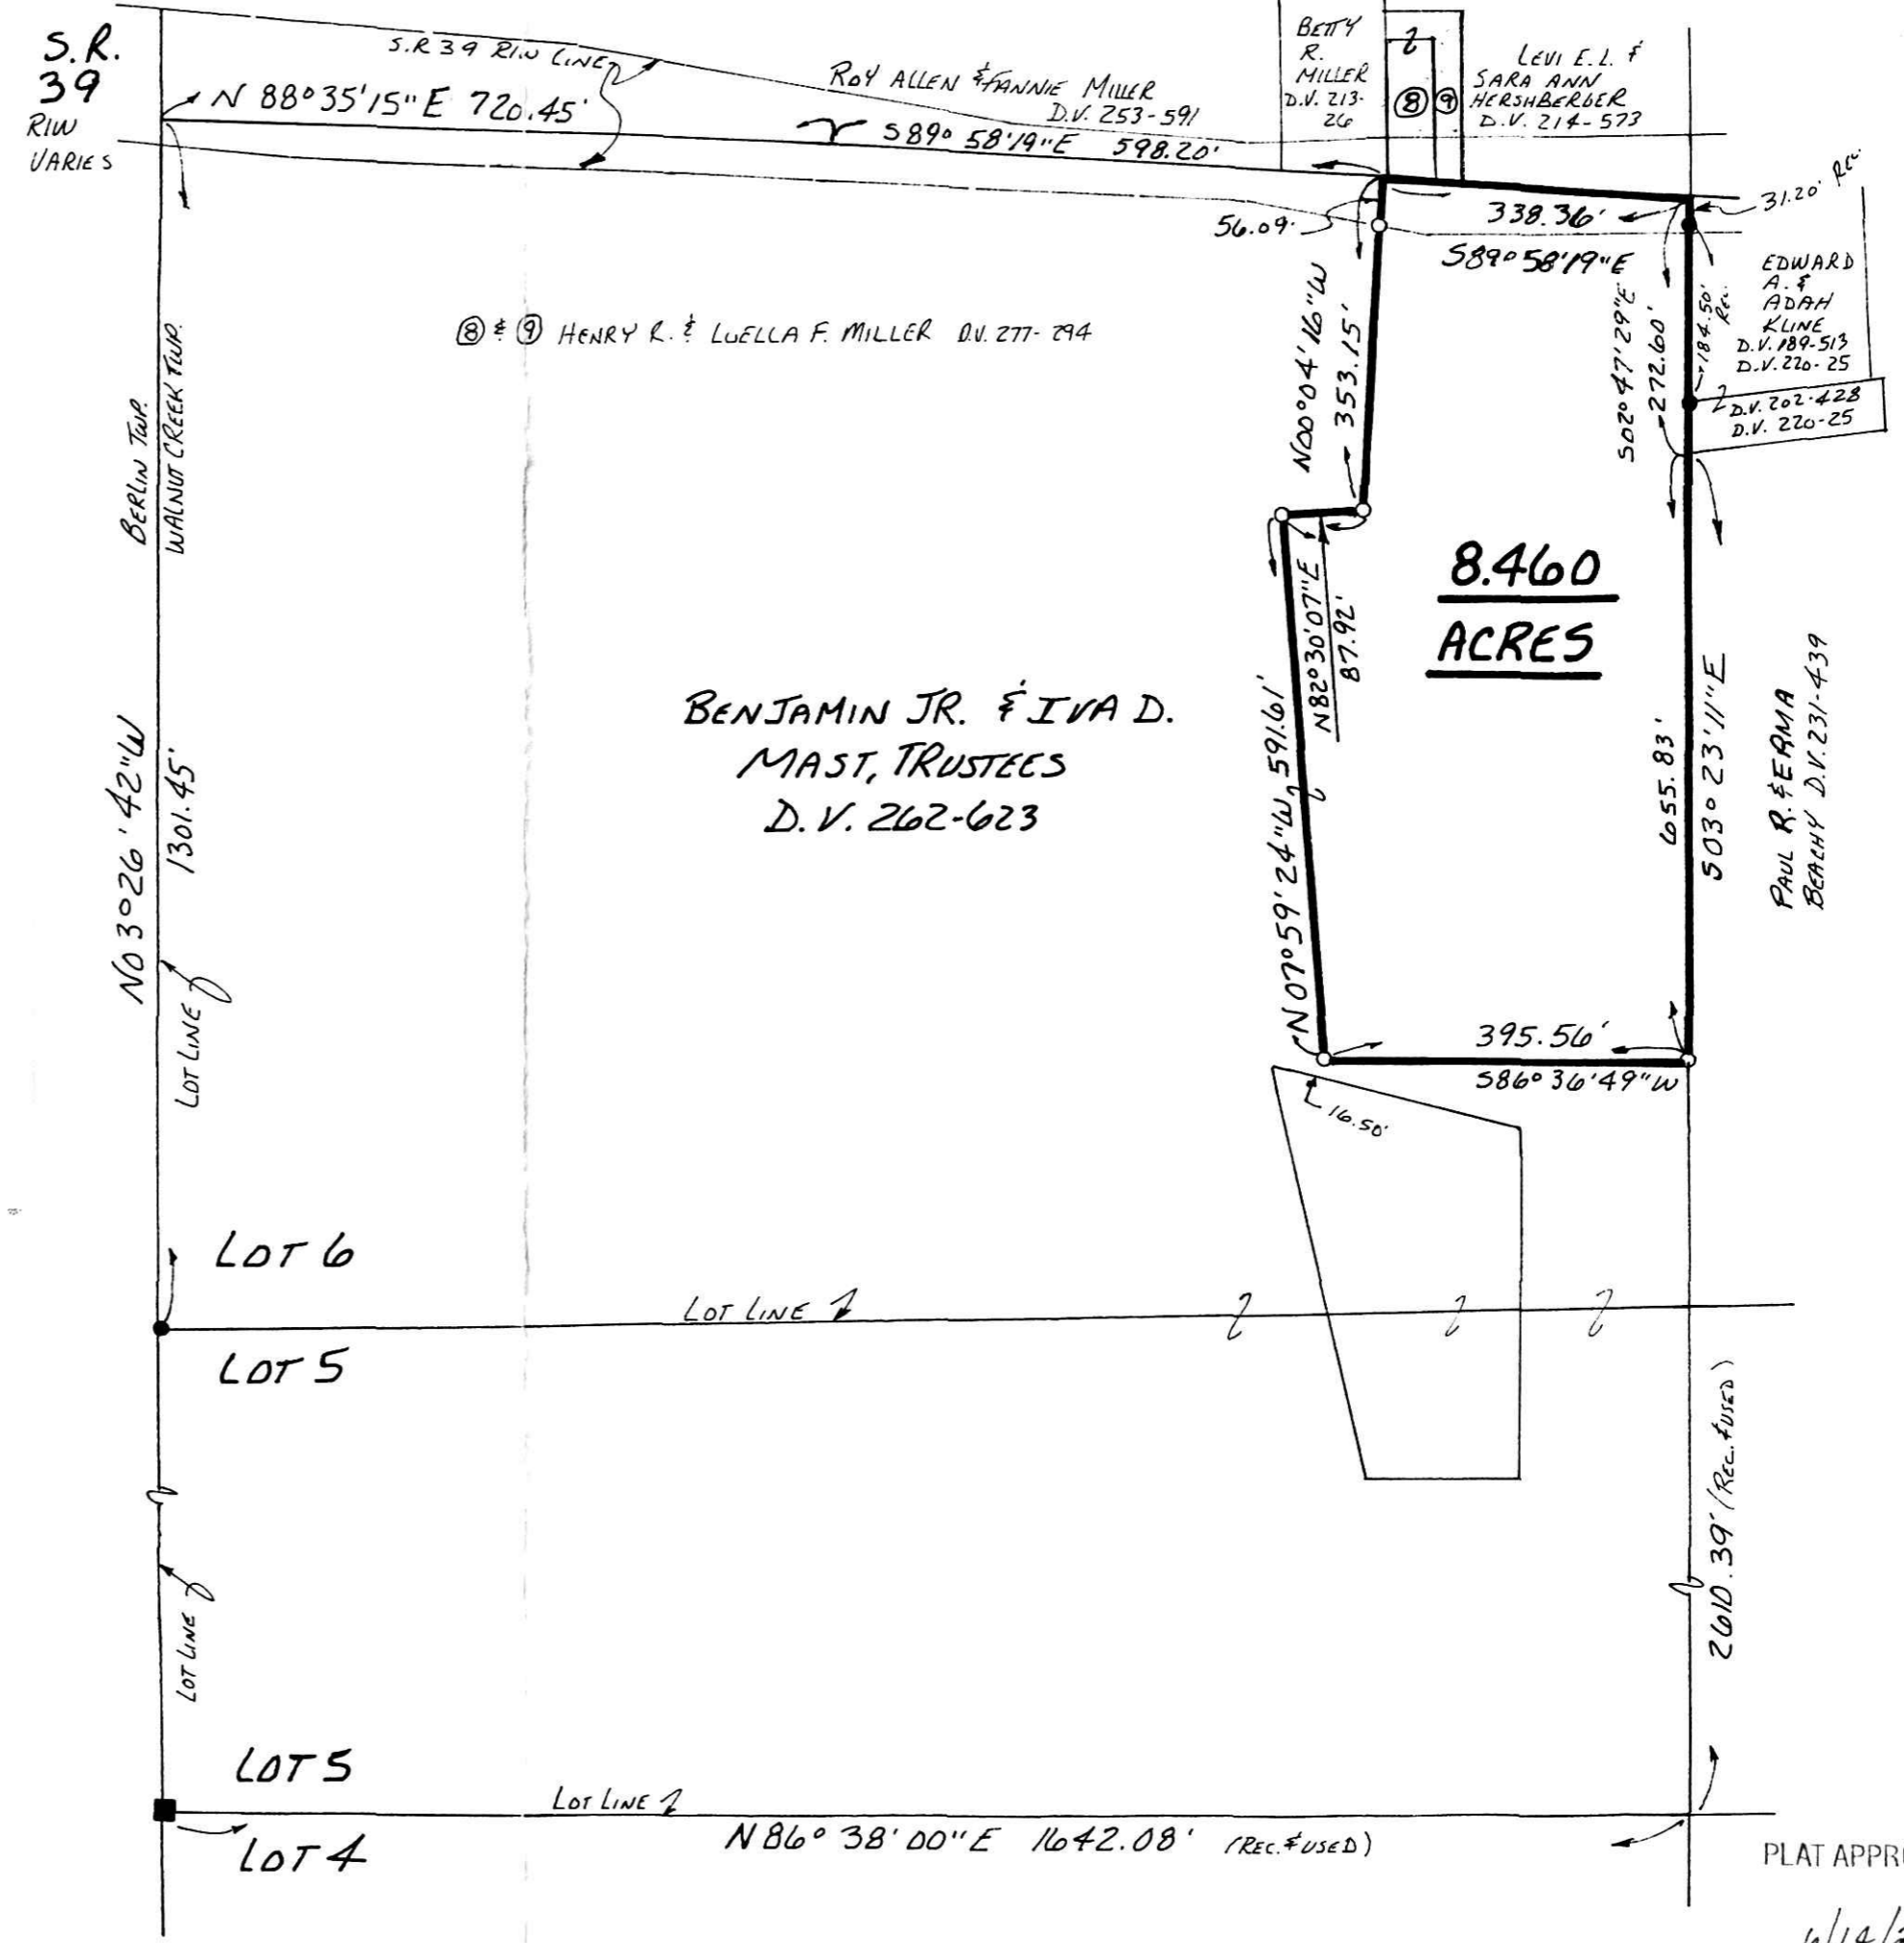 S.R.
39
R/W
VARIES
S.R 39 R/W LINE
N 88° 35' 15" E 720.45'
ROY ALLEN & FANNIE MILLER
D.V. 253-591
S89° 58' 19" E 598.20'
BETTY
R.
MILLER
D.V. 213-
26
8
9
LEVI E.L. &
SARA ANN
HERSHBERGER
D.V. 214-573
31.20' REC.
56.09'
338.36'
S89° 58' 19" E
8 & 9 HENRY R. & LUELLA F. MILLER D.V. 277-294
N00° 04' 16" W
353.15'
S02° 47' 29" E
272.60'
184.50'
REC.
EDWARD
A. &
ADAH
KLINE
D.V. 189-513
D.V. 220-25
D.V. 202-428
D.V. 220-25
BERLIN TWP.
WALNUT CREEK TWP.
N82° 30' 07" E
87.92'
8.460
ACRES
BENJAMIN JR. & IVA D.
MAST, TRUSTEES
D.V. 262-623
N03° 26' 42" W
1301.45'
N07° 59' 24" W 591.61'
655.83'
S03° 23' 11" E
PAUL R. & ERMA
BEACHY D.V. 231-439
LOT LINE
395.56'
S86° 36' 49" W
16.50'
LOT 6
LOT LINE
LOT 5
2610.39' (REC. & USED)
LOT LINE
LOT 5
LOT LINE
LOT 4
N 86° 38' 00" E 1642.08' (REC. & USED)
PLAT APPR